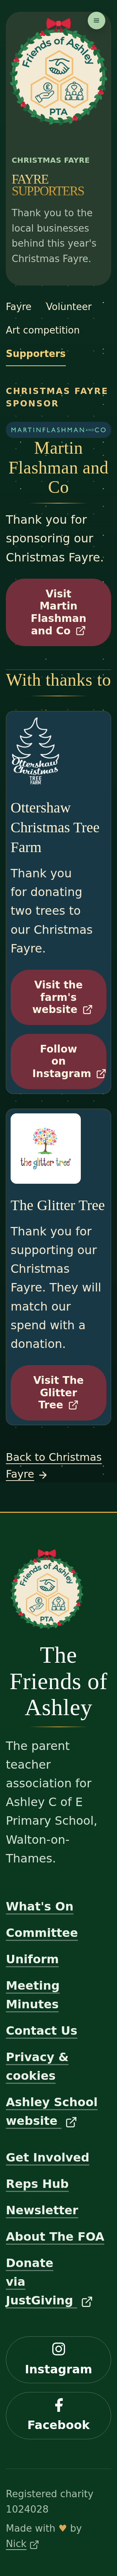 Friends of Ashley
PTA
CHRISTMAS FAYRE
FAYRE
SUPPORTERS
Thank you to the
local businesses
behind this year's
Christmas Fayre.
Fayre Volunteer
Art competition
Supporters
CHRISTMAS FAYRE
SPONSOR
MARTINFLASHMAN AND CO
Martin
Flashman and
Co
Thank you for
sponsoring our
Christmas Fayre.
Visit
Martin
Flashman
and Co
With thanks to
Ottershaw
Christmas
TREE
FARM
Ottershaw
Christmas Tree
Farm
Thank you
for donating
two trees to
our Christmas
Fayre.
Visit the
farm's
website
Follow
on
Instagram
the glitter tree
The Glitter Tree
Thank you for
supporting our
Christmas
Fayre. They will
match our
spend with a
donation.
Visit The
Glitter
Tree
Back to Christmas
Fayre
Friends of Ashley
PTA
The
Friends of
Ashley
The parent
teacher
association for
Ashley C of E
Primary School,
Walton-on-
Thames.
What's On
Committee
Uniform
Meeting
Minutes
Contact Us
Privacy &
cookies
Ashley School
website
Get Involved
Reps Hub
Newsletter
About The FOA
Donate
via
JustGiving
Instagram
Facebook
Registered charity
1024028
Made with ♥ by
Nick